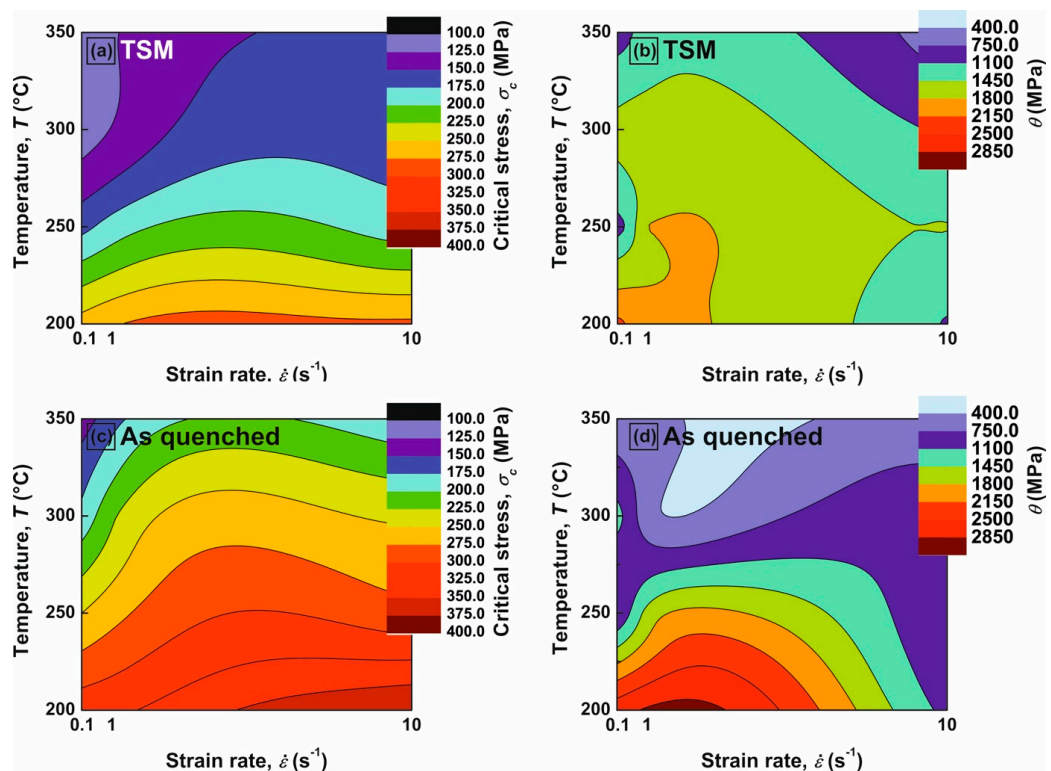 350
(a) TSM
300
250
200
0.1 1 10
Temperature, T (°C)
Strain rate. ε̇ (s⁻¹)
100.0
125.0
150.0
175.0
200.0
225.0
275.0
300.0
325.0
350.0
375.0
400.0
Critical stress, σc (MPa)
350
(b) TSM
300
250
200
0.1 1 10
Temperature, T (°C)
Strain rate, ε̇ (s⁻¹)
400.0
750.0
1100
1450
1800
2150
2500
2850
θ (MPa)
350
(c) As quenched
300
250
200
0.1 1 10
Temperature, T (°C)
Strain rate, ε̇ (s⁻¹)
100.0
125.0
150.0
175.0
200.0
250.0
275.0
300.0
350.0
325.0
375.0
400.0
Critical stress, σc (MPa)
350
(d) As quenched
300
250
200
0.1 1 10
Temperature, T (°C)
Strain rate, ε̇ (s⁻¹)
400.0
750.0
1100
1450
1800
2150
2500
2850
θ (MPa)